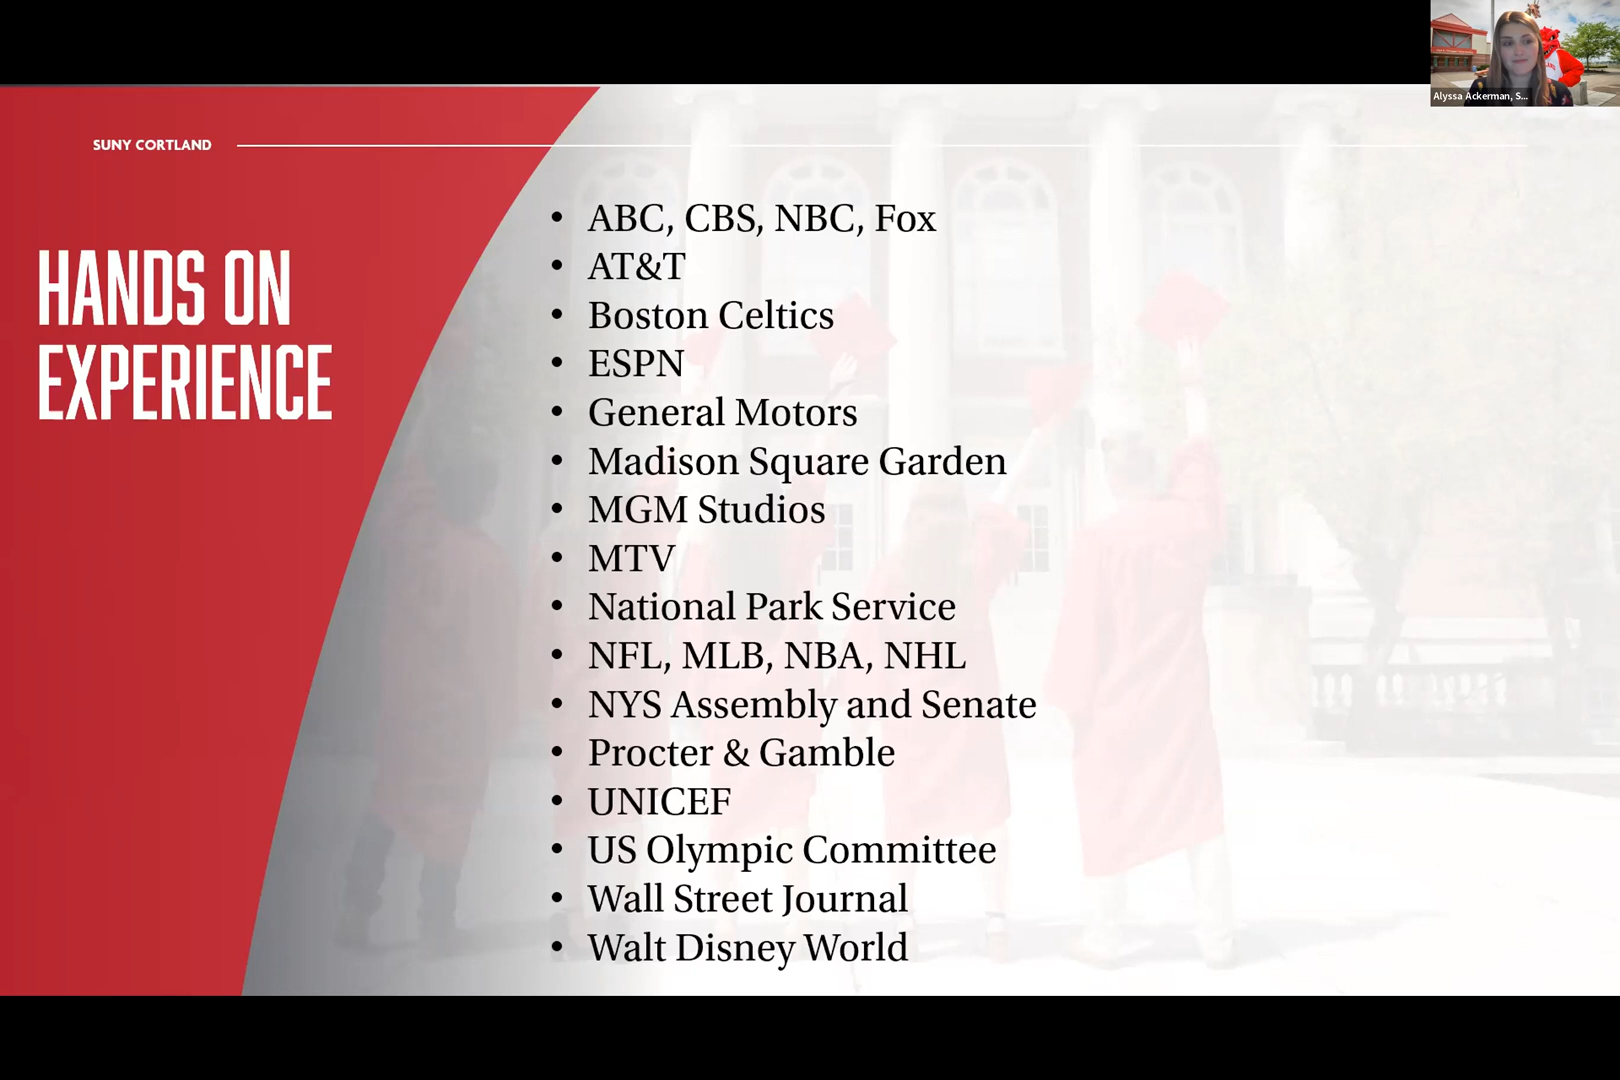 Alyssa Ackerman, S...
SUNY CORTLAND
HANDS ON
EXPERIENCE
• ABC, CBS, NBC, Fox
• AT&T
• Boston Celtics
• ESPN
• General Motors
• Madison Square Garden
• MGM Studios
• MTV
• National Park Service
• NFL, MLB, NBA, NHL
• NYS Assembly and Senate
• Procter & Gamble
• UNICEF
• US Olympic Committee
• Wall Street Journal
• Walt Disney World